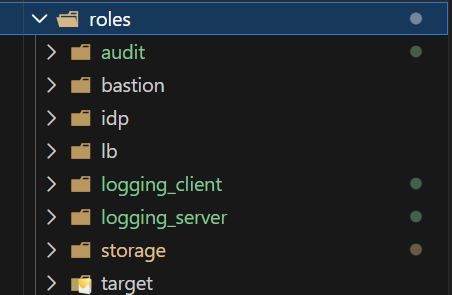 roles
audit
bastion
idp
lb
logging_client
logging_server
storage
target